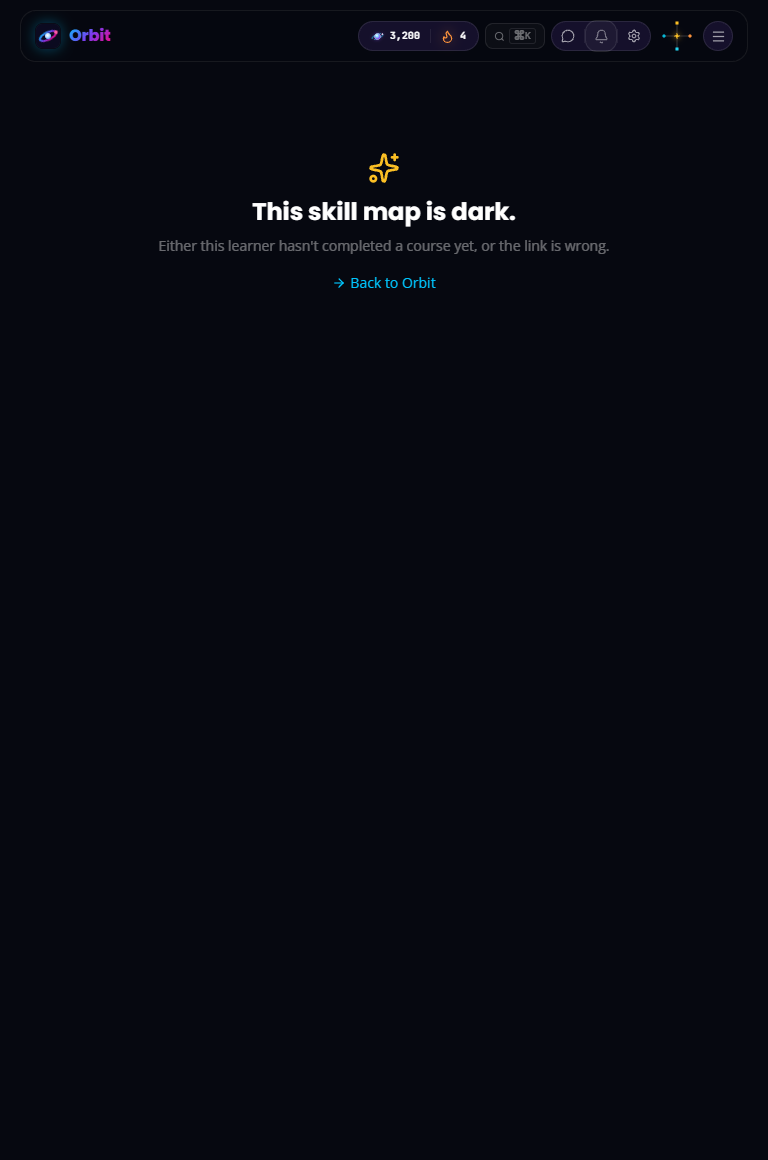 Orbit
3,200 4 ⌘K
This skill map is dark.
Either this learner hasn't completed a course yet, or the link is wrong.
→ Back to Orbit